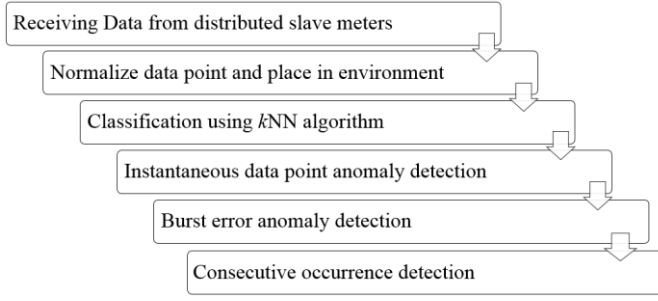 Receiving Data from distributed slave meters
Normalize data point and place in environment
Classification using kNN algorithm
Instantaneous data point anomaly detection
Burst error anomaly detection
Consecutive occurrence detection